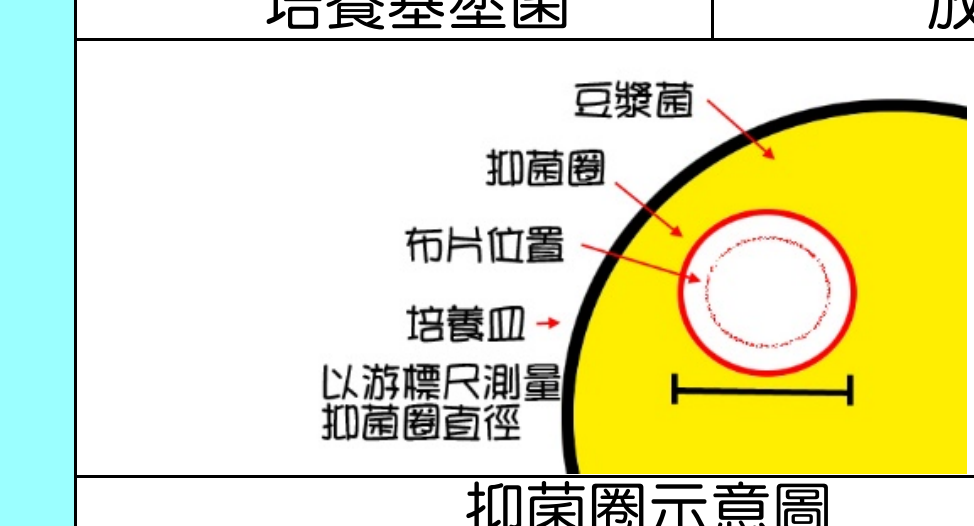 培養基塗菌
放
豆漿菌
抑菌圈
布片位置
培養皿
以游標尺測量
抑菌圈直徑
抑菌圈示意圖